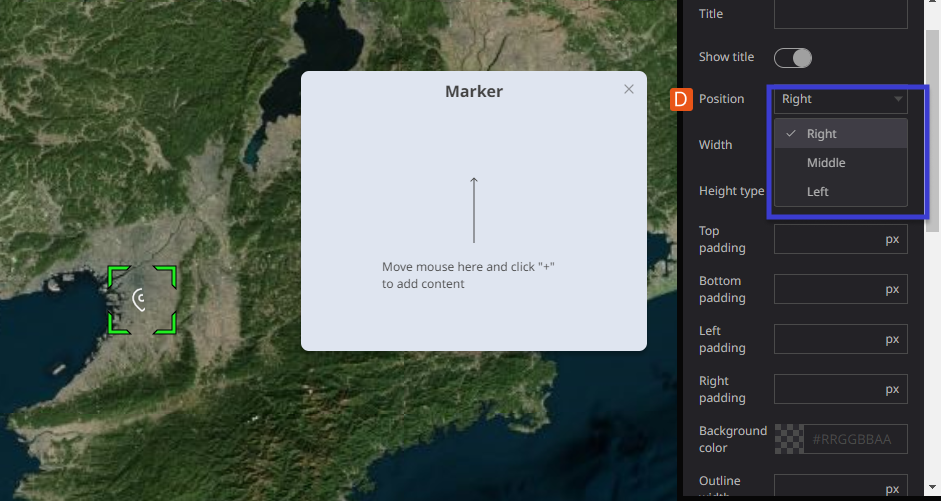 Marker
Move mouse here and click "+"
to add content
Title
Show title
D
Position
Right
Right
Middle
Left
Width
Height type
Top
padding
px
Bottom
padding
px
Left
padding
px
Right
padding
px
Background
color
#RRGGBBAA
Outline
width
px